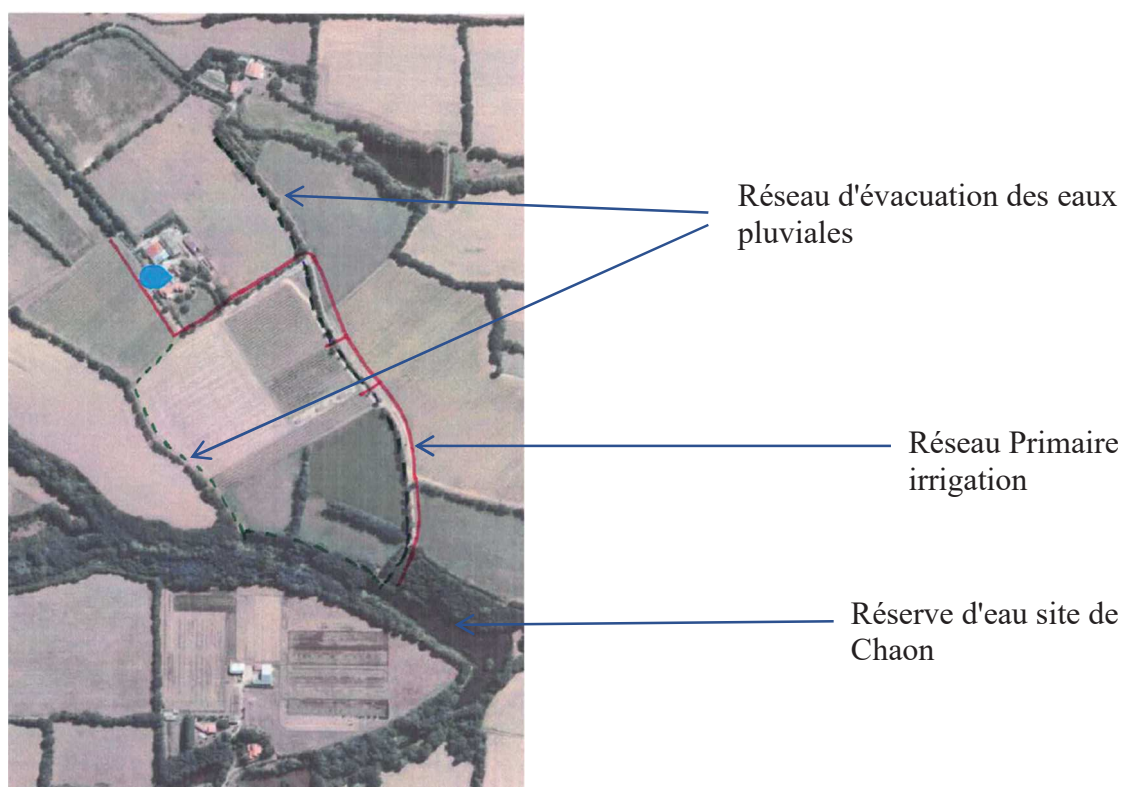 Réseau d'évacuation des eaux
pluviales
Réseau Primaire
irrigation
Réserve d'eau site de
Chaon